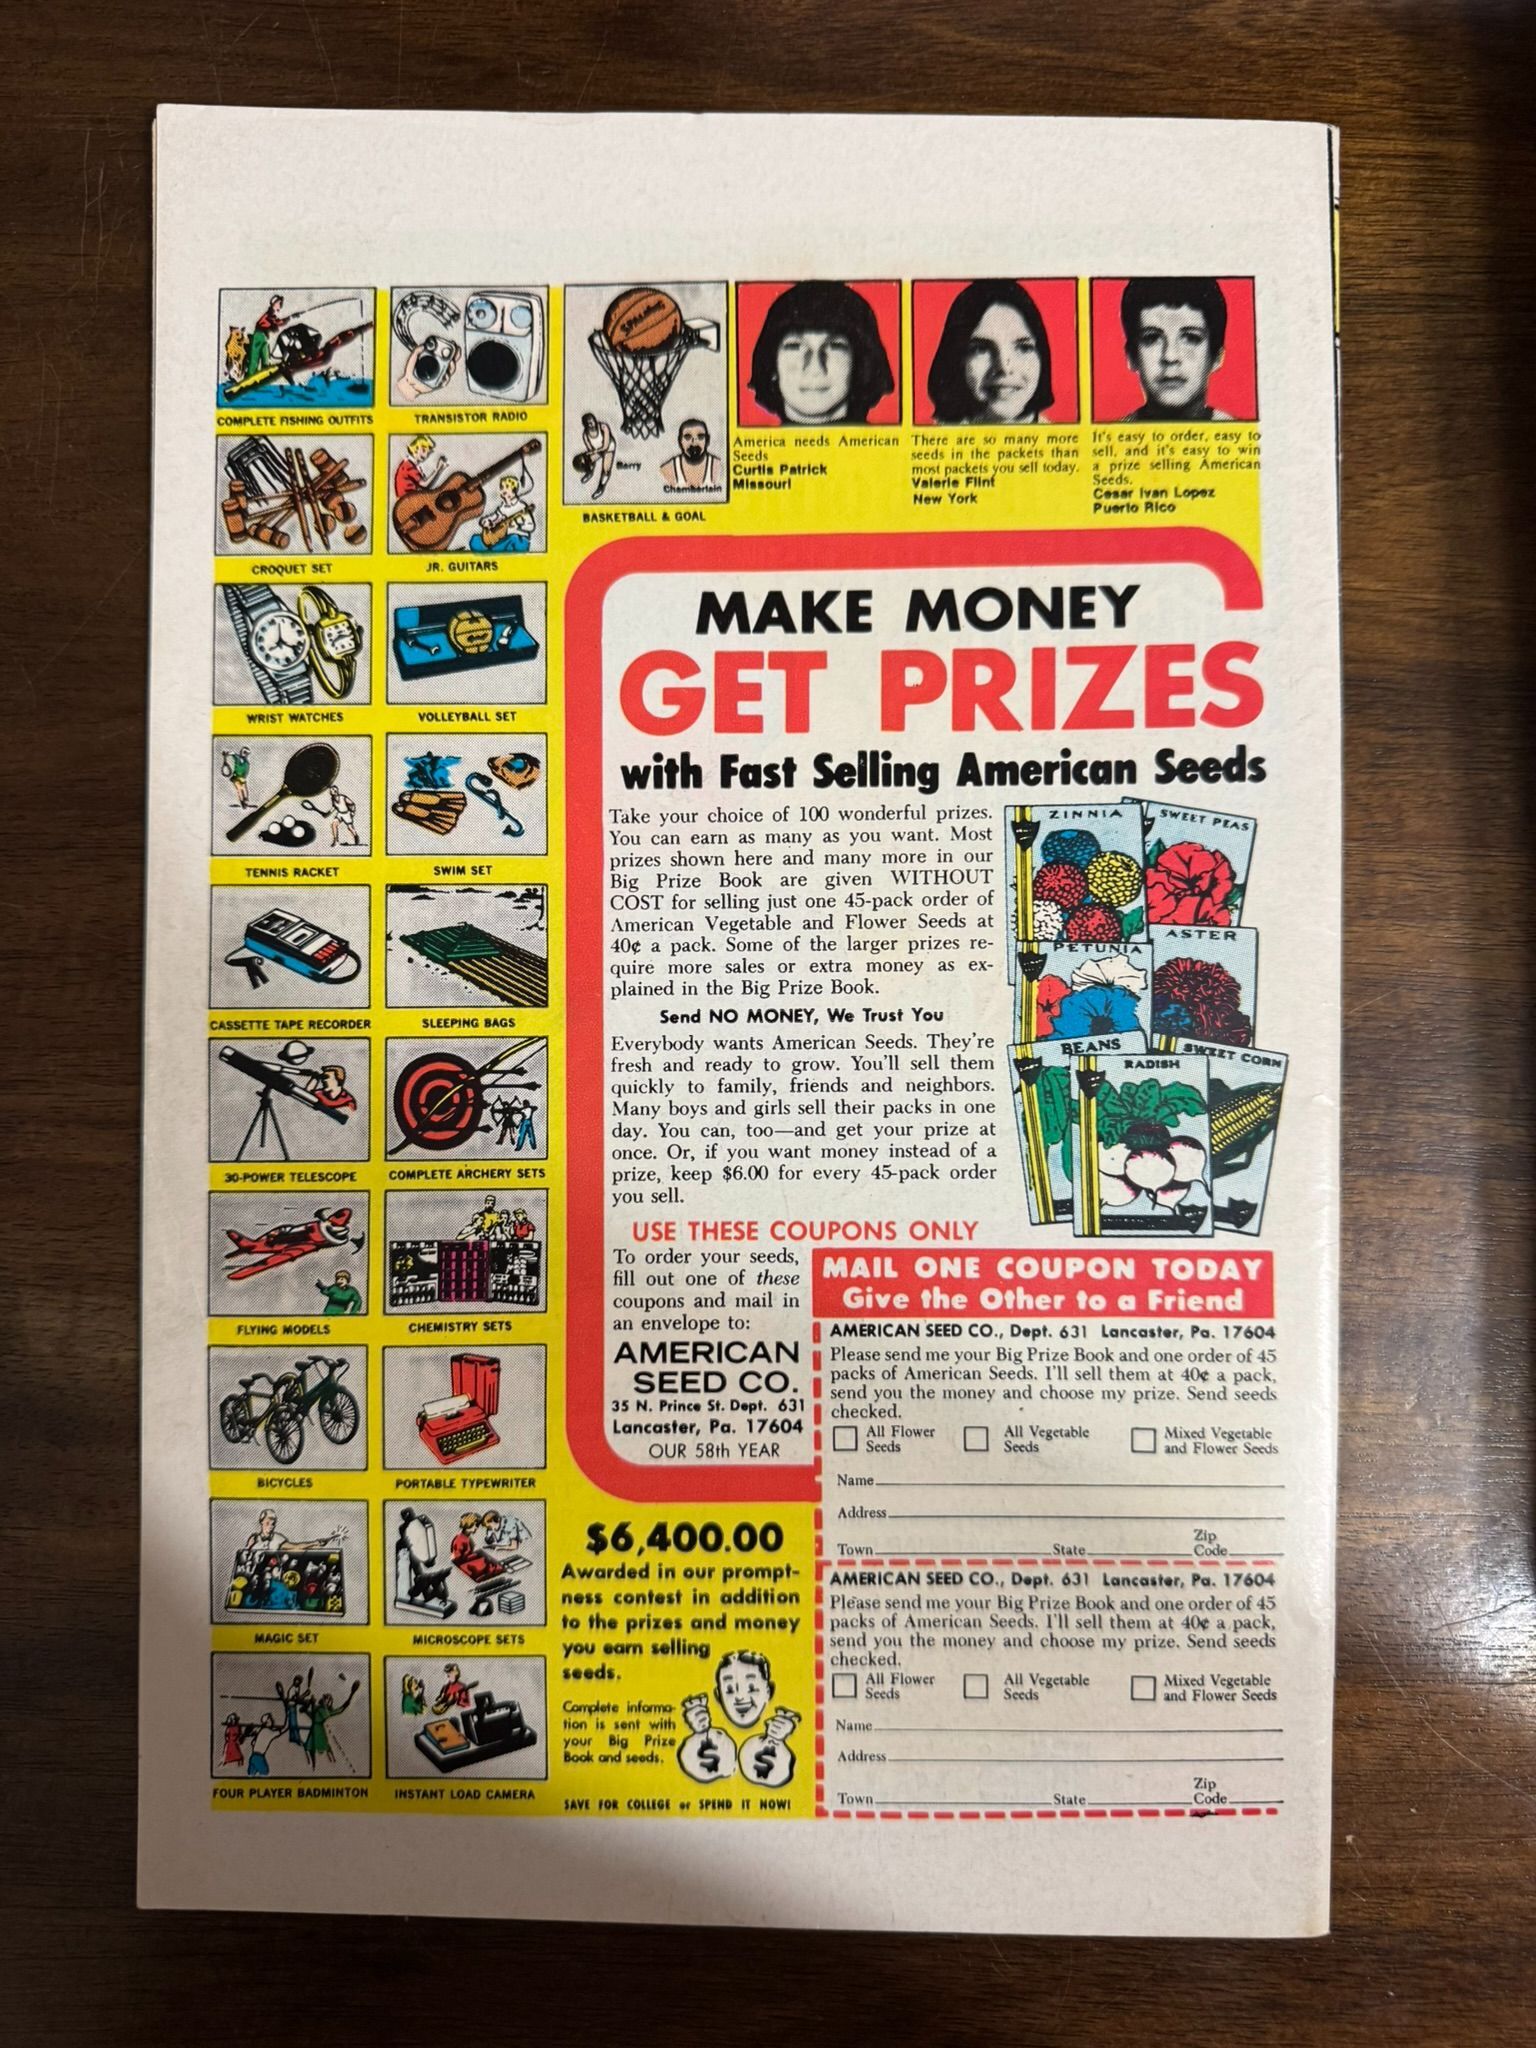 COMPLETE FISHING OUTFITS
TRANSISTOR RADIO
CROQUET SET
JR. GUITARS
WRIST WATCHES
VOLLEYBALL SET
TENNIS RACKET
SWIM SET
CASSETTE TAPE RECORDER
SLEEPING BAGS
30-POWER TELESCOPE
COMPLETE ARCHERY SETS
FLYING MODELS
CHEMISTRY SETS
BICYCLES
PORTABLE TYPEWRITER
MAGIC SET
MICROSCOPE SETS
FOUR PLAYER BADMINTON
INSTANT LOAD CAMERA
SPALDING
Barry
Chamberlain
BASKETBALL & GOAL
America needs American
Seeds
Curtis Patrick
Missouri
There are so many more
seeds in the packets than
most packets you sell today.
Valerie Flint
New York
It's easy to order, easy to
sell, and it's easy to win
a prize selling American
Seeds.
Cesar Ivan Lopez
Puerto Rico
MAKE MONEY
GET PRIZES
with Fast Selling American Seeds
Take your choice of 100 wonderful prizes.
You can earn as many as you want. Most
prizes shown here and many more in our
Big Prize Book are given WITHOUT
COST for selling just one 45-pack order of
American Vegetable and Flower Seeds at
40¢ a pack. Some of the larger prizes re-
quire more sales or extra money as ex-
plained in the Big Prize Book.
Send NO MONEY, We Trust You
Everybody wants American Seeds. They're
fresh and ready to grow. You'll sell them
quickly to family, friends and neighbors.
Many boys and girls sell their packs in one
day. You can, too—and get your prize at
once. Or, if you want money instead of a
prize, keep $6.00 for every 45-pack order
you sell.
ZINNIA
SWEET PEAS
PETUNIA
ASTER
BEANS
RADISH
SWEET CORN
USE THESE COUPONS ONLY
To order your seeds,
fill out one of these
coupons and mail in
an envelope to:
AMERICAN
SEED CO.
35 N. Prince St. Dept. 631
Lancaster, Pa. 17604
OUR 58th YEAR
MAIL ONE COUPON TODAY
Give the Other to a Friend
AMERICAN SEED CO., Dept. 631 Lancaster, Pa. 17604
Please send me your Big Prize Book and one order of 45
packs of American Seeds. I'll sell them at 40¢ a pack,
send you the money and choose my prize. Send seeds
checked.
All Flower Seeds
All Vegetable Seeds
Mixed Vegetable and Flower Seeds
Name
Address
Town State Zip Code
AMERICAN SEED CO., Dept. 631 Lancaster, Pa. 17604
Please send me your Big Prize Book and one order of 45
packs of American Seeds. I'll sell them at 40¢ a pack,
send you the money and choose my prize. Send seeds
checked.
All Flower Seeds
All Vegetable Seeds
Mixed Vegetable and Flower Seeds
Name
Address
Town State Zip Code
$6,400.00
Awarded in our prompt-
ness contest in addition
to the prizes and money
you earn selling
seeds.
Complete informa-
tion is sent with
your Big Prize
Book and seeds.
$ $
SAVE FOR COLLEGE or SPEND IT NOW!